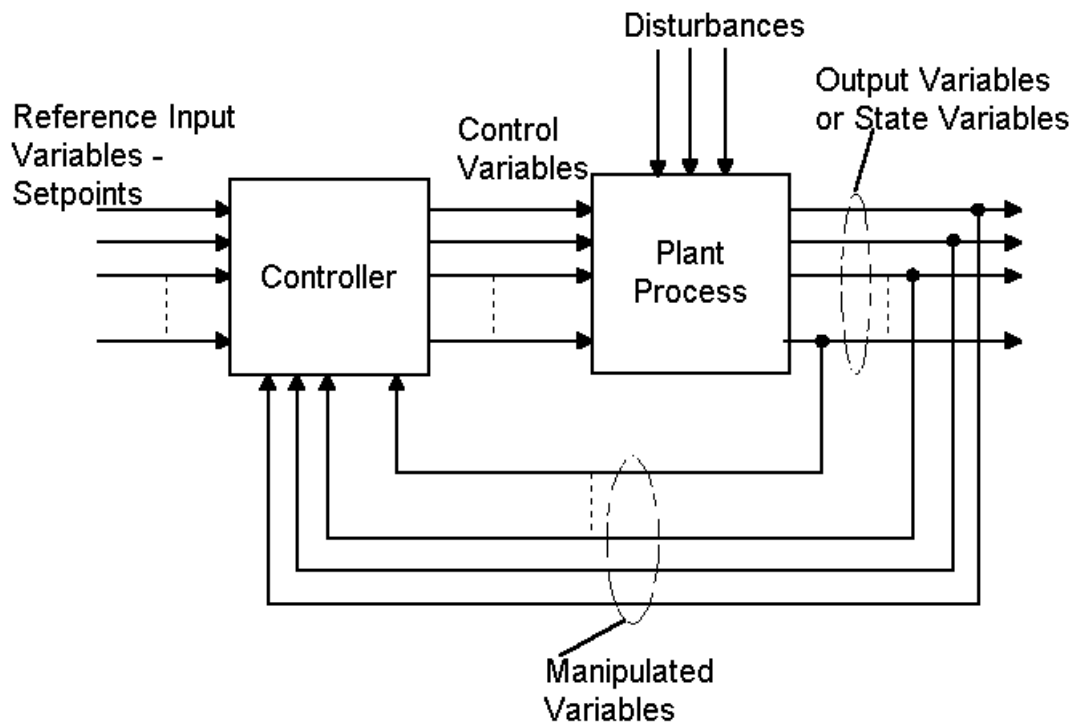 Disturbances
Output Variables
or State Variables
Reference Input
Variables -
Setpoints
Control
Variables
Controller
Plant
Process
Manipulated
Variables